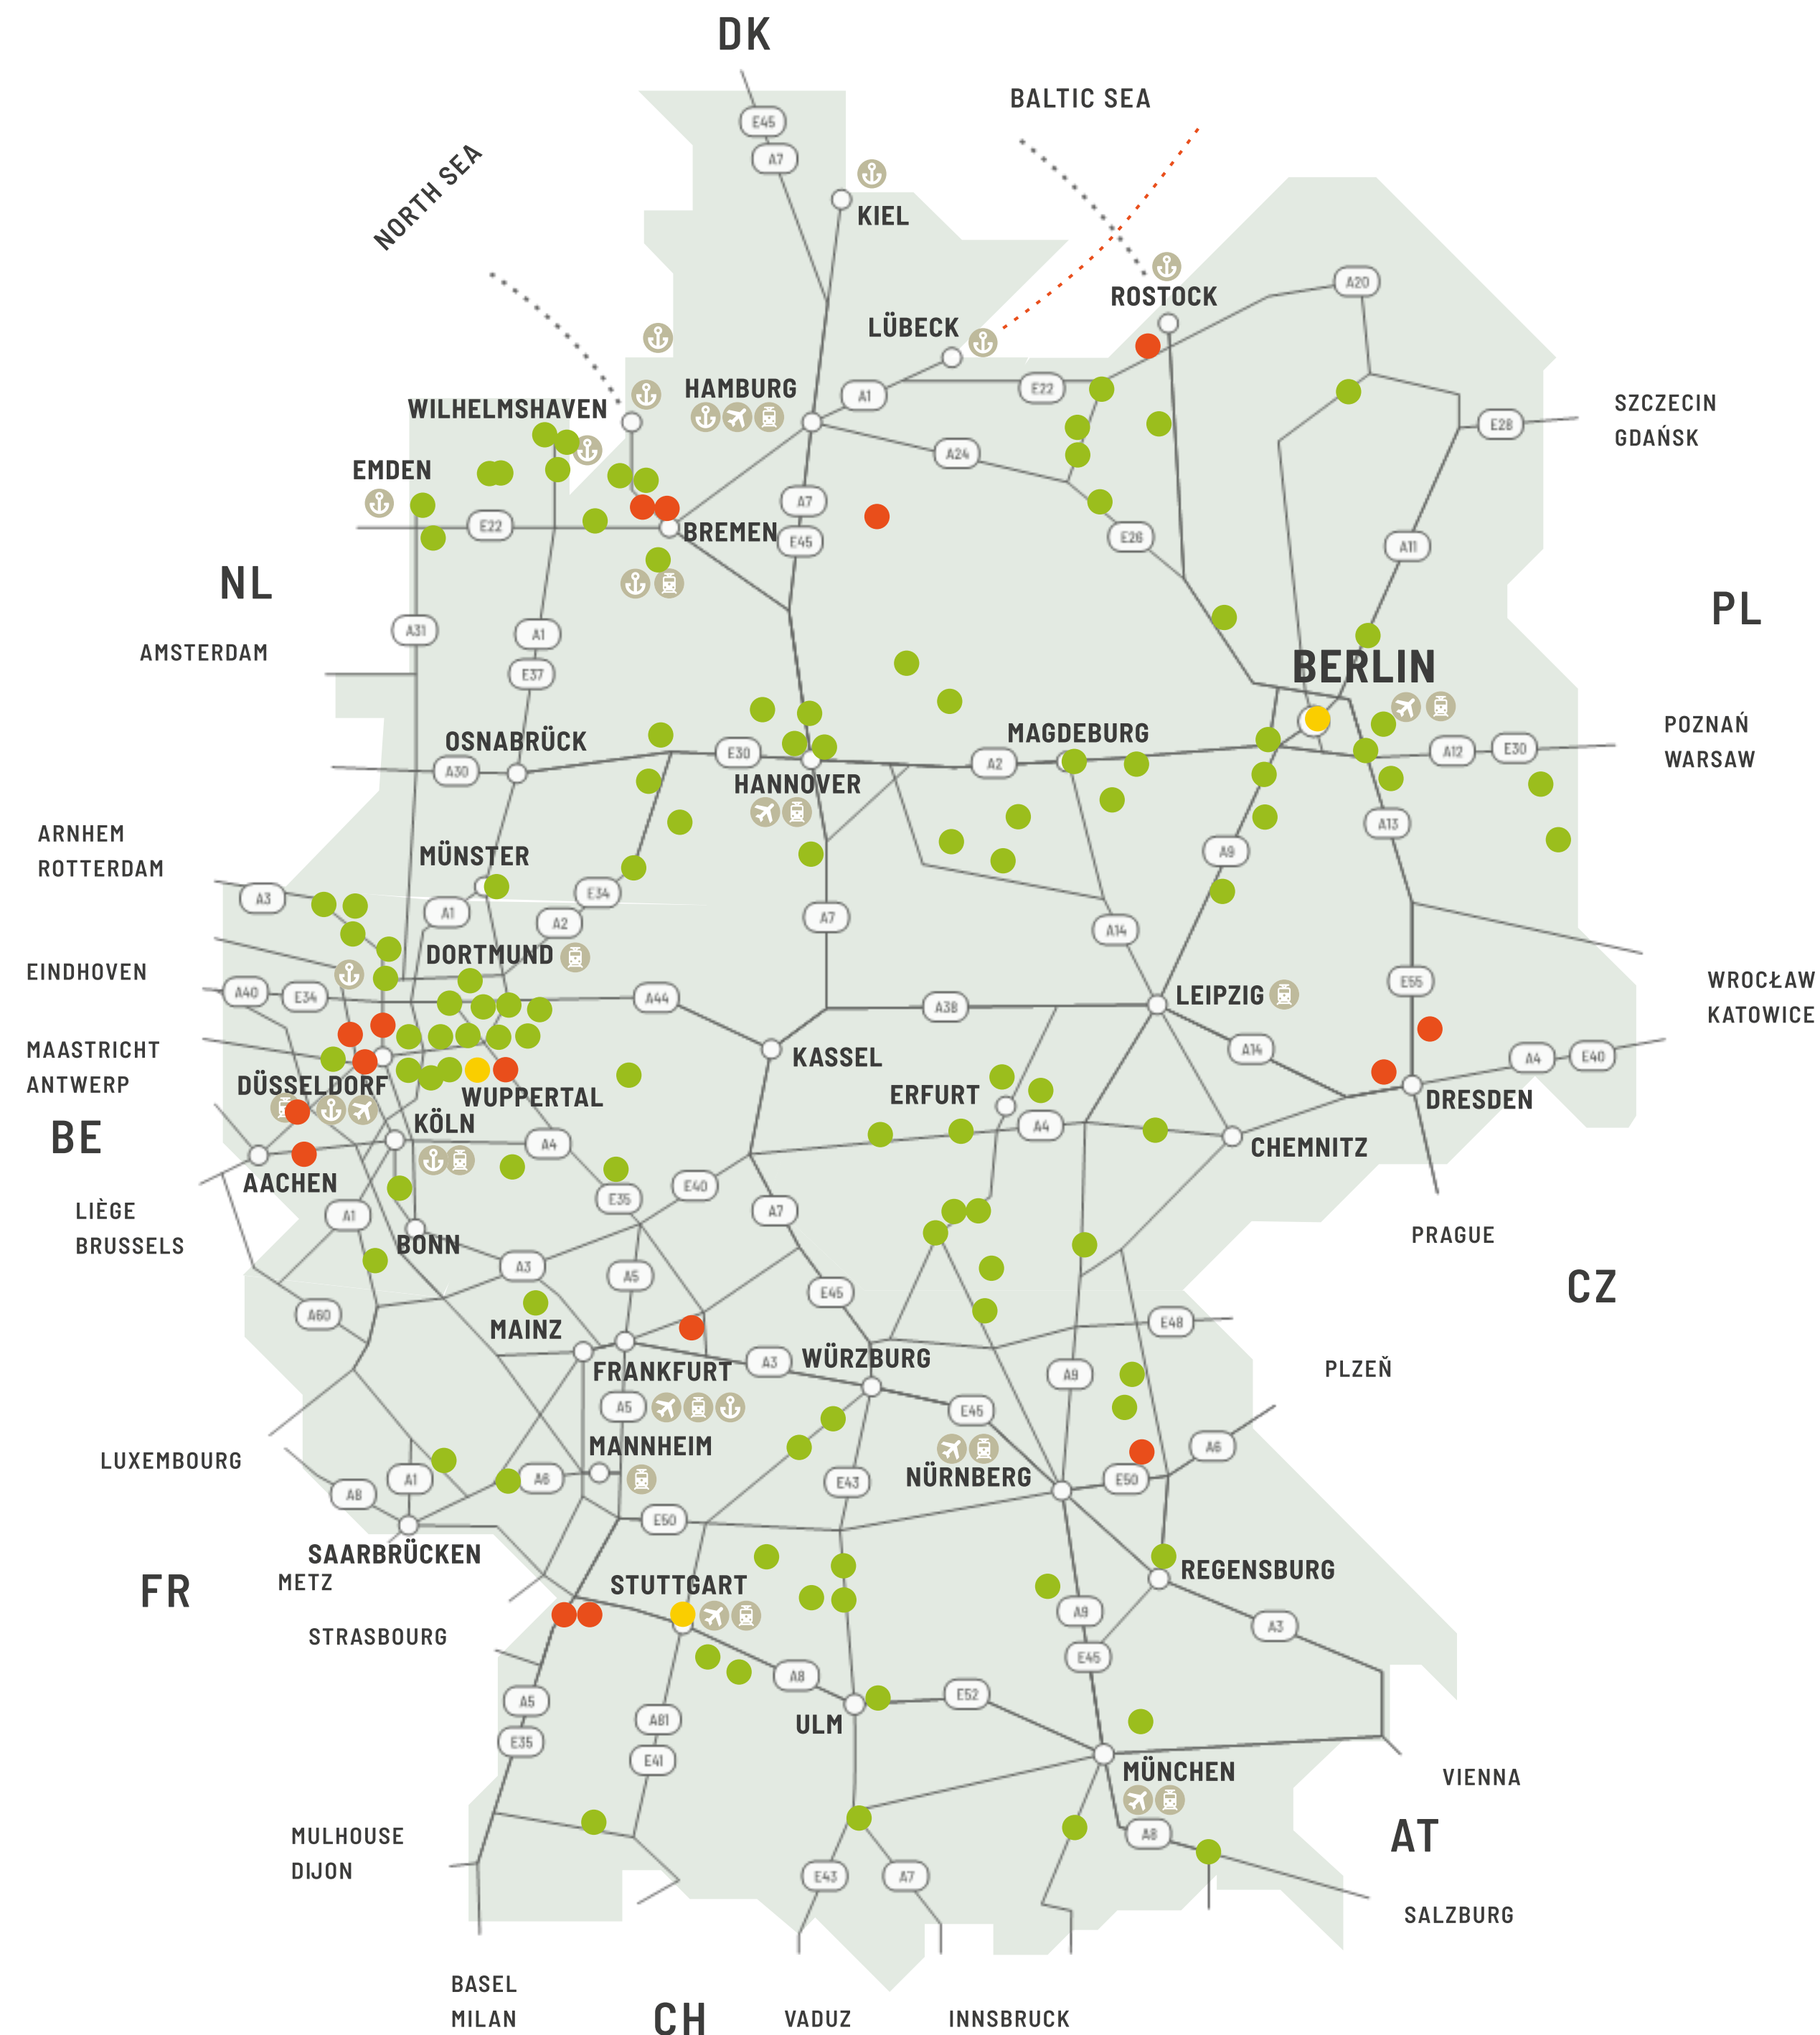 DK
BALTIC SEA
E45
NORTH SEA
A7
KIEL
ROSTOCK
A20
LÜBECK
HAMBURG
A1
E22
WILHELMSHAVEN
SZCZECIN
GDAŃSK
E28
EMDEN
A24
A7
E22
BREMEN
E45
E26
A11
NL
PL
A31
A1
AMSTERDAM
E37
BERLIN
OSNABRÜCK
MAGDEBURG
POZNAŃ
WARSAW
A30
E30
A2
A12
E30
HANNOVER
ARNHEM
ROTTERDAM
A13
MÜNSTER
A9
A3
E34
A1
A2
A7
A14
DORTMUND
EINDHOVEN
A40
E34
A44
A38
LEIPZIG
E55
WROCŁAW
KATOWICE
MAASTRICHT
ANTWERP
KASSEL
A14
A4
E40
DÜSSELDORF
WUPPERTAL
ERFURT
DRESDEN
KÖLN
A4
A4
CHEMNITZ
BE
AACHEN
LIÈGE
BRUSSELS
E35
E40
A1
A7
BONN
PRAGUE
A3
A5
CZ
E45
A60
MAINZ
E48
FRANKFURT
A3
WÜRZBURG
PLZEŇ
A9
A5
E45
LUXEMBOURG
MANNHEIM
A6
A1
A6
A8
E43
NÜRNBERG
E50
E50
SAARBRÜCKEN
METZ
FR
STUTTGART
REGENSBURG
A9
A3
STRASBOURG
E45
A8
E52
A5
A81
ULM
E35
E41
MÜNCHEN
VIENNA
MULHOUSE
DIJON
A8
AT
E43
A7
SALZBURG
BASEL
MILAN
CH
VADUZ
INNSBRUCK